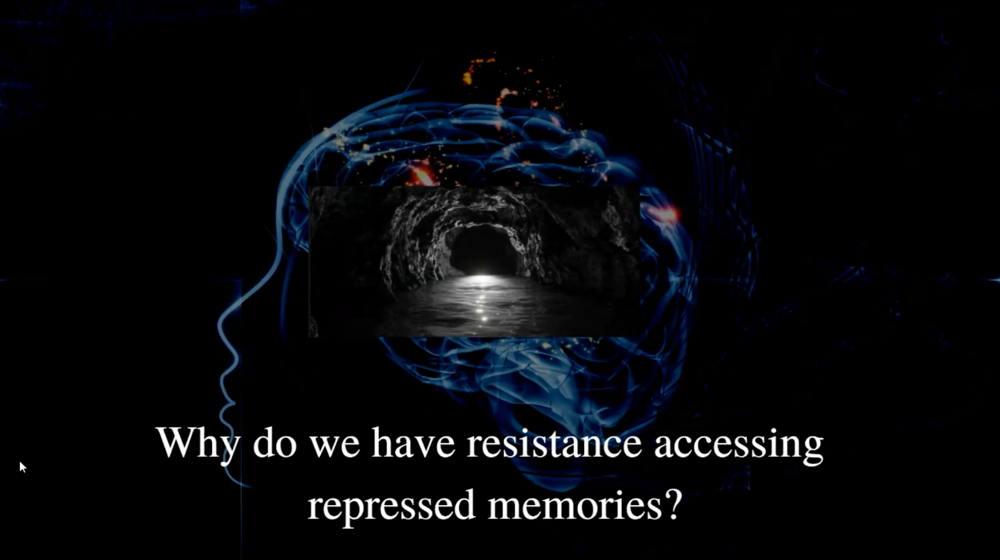 Why do we have resistance accessing
repressed memories?